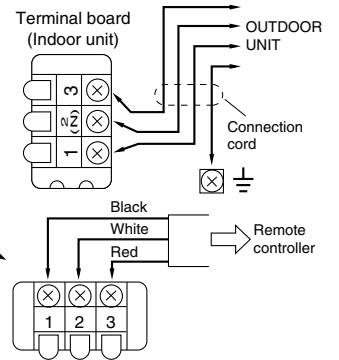 Terminal board
(Indoor unit)
OUTDOOR
UNIT
3
2
(N)
1
Connection
cord
Black
White
Red
Remote
controller
1 2 3